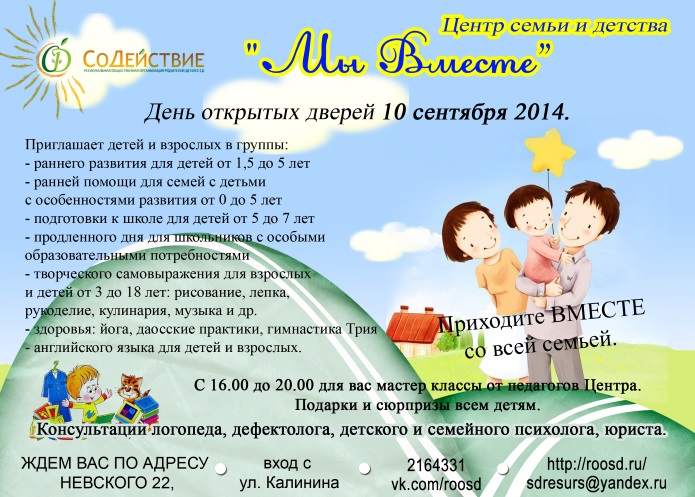 Центр семьи и детства
СоДействие
РЕГИОНАЛЬНАЯ ОБЩЕСТВЕННАЯ ОРГАНИЗАЦИЯ РОДИТЕЛЕЙ ДЕТЕЙ С СД
"Мы Вместе”
День открытых дверей 10 сентября 2014.
Приглашает детей и взрослых в группы:
- раннего развития для детей от 1,5 до 5 лет
- ранней помощи для семей с детьми
с особенностями развития от 0 до 5 лет
- подготовки к школе для детей от 5 до 7 лет
- продленного дня для школьников с особыми
образовательными потребностями
- творческого самовыражения для взрослых
и детей от 3 до 18 лет: рисование, лепка,
рукоделие, кулинария, музыка и др.
- здоровья: йога, даосские практики, гимнастика Трия
- английского языка для детей и взрослых.
Приходите ВМЕСТЕ
со всей семьей.
С 16.00 до 20.00 для вас мастер классы от педагогов Центра.
Подарки и сюрпризы всем детям.
Консультации логопеда, дефектолога, детского и семейного психолога, юриста.
ЖДЕМ ВАС ПО АДРЕСУ
НЕВСКОГО 22,
вход с
ул. Калинина
2164331
vk.com/roosd
http://roosd.ru/
sdresurs@yandex.ru